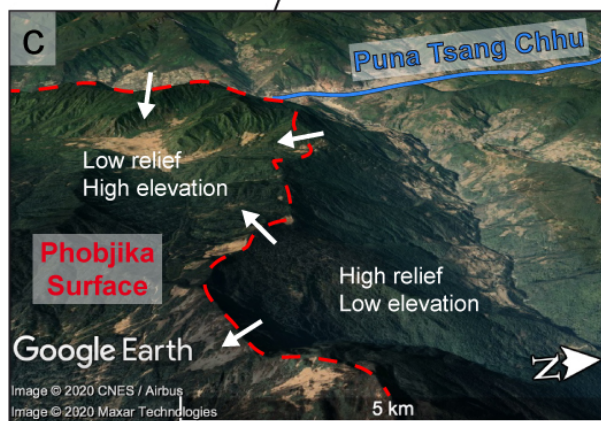 C
Puna Tsang Chhu
Low relief
High elevation
Phobjika
Surface
High relief
Low elevation
Google Earth
N
Image © 2020 CNES / Airbus
Image © 2020 Maxar Technologies
5 km